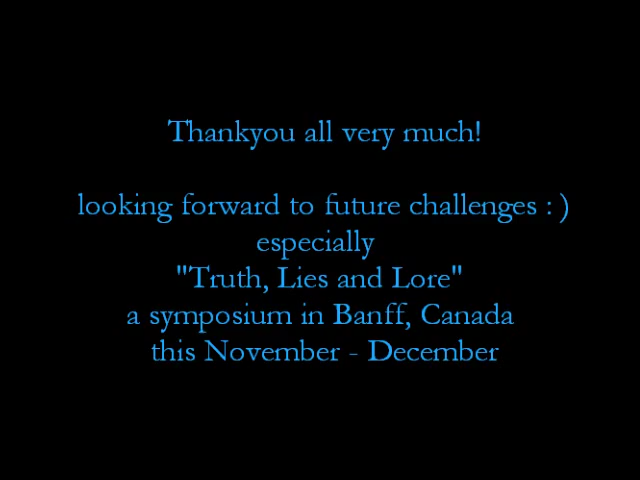 Thankyou all very much!
looking forward to future challenges : )
especially
"Truth, Lies and Lore"
a symposium in Banff, Canada
this November - December